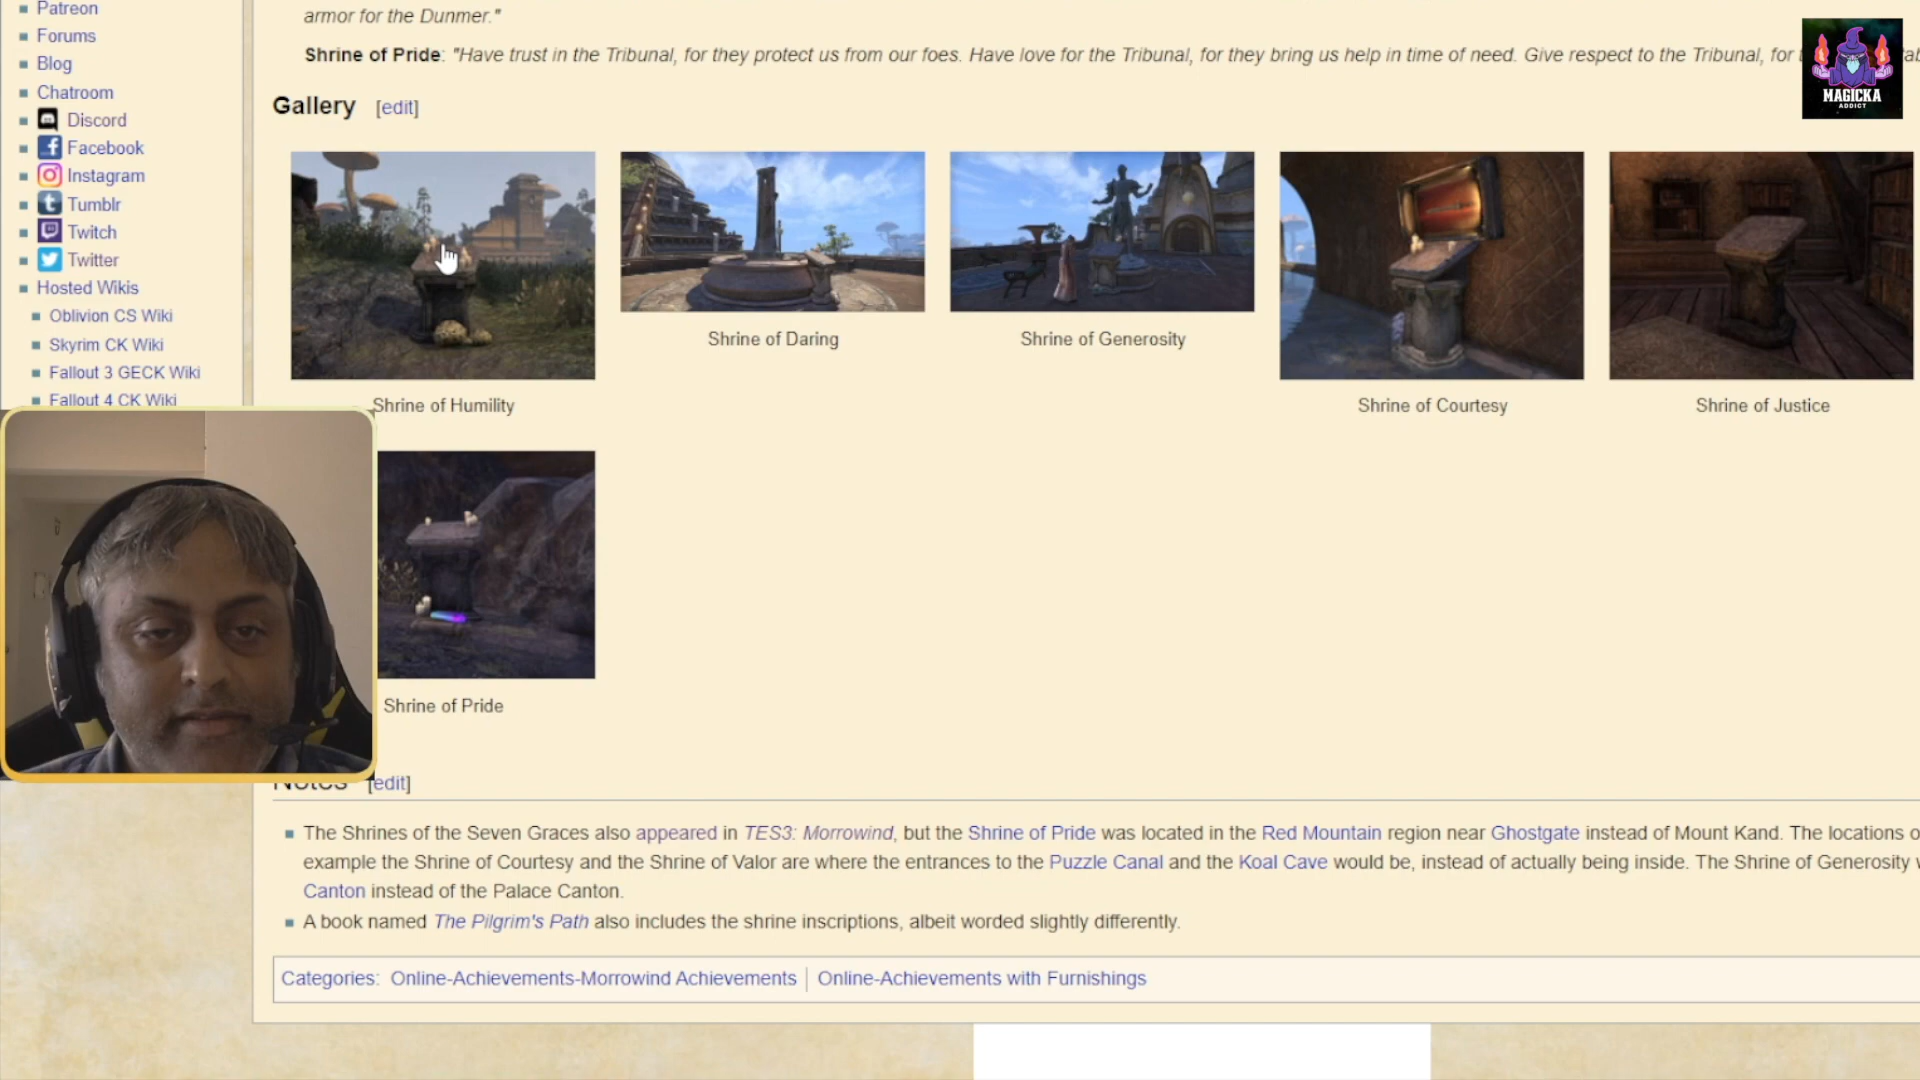 Patreon
Forums
Blog
Chatroom
Discord
Facebook
Instagram
Tumblr
Twitch
Twitter
Hosted Wikis
Oblivion CS Wiki
Skyrim CK Wiki
Fallout 3 GECK Wiki
Fallout 4 CK Wiki
armor for the Dunmer."
Shrine of Pride: "Have trust in the Tribunal, for they protect us from our foes. Have love for the Tribunal, for they bring us help in time of need. Give respect to the Tribunal, for
MAGICKA
ADDICT
Gallery [edit]
Shrine of Daring
Shrine of Generosity
Shrine of Humility
Shrine of Courtesy
Shrine of Justice
Shrine of Pride
Notes [edit]
The Shrines of the Seven Graces also appeared in TES3: Morrowind, but the Shrine of Pride was located in the Red Mountain region near Ghostgate instead of Mount Kand. The locations
example the Shrine of Courtesy and the Shrine of Valor are where the entrances to the Puzzle Canal and the Koal Cave would be, instead of actually being inside. The Shrine of Generosity
Canton instead of the Palace Canton.
A book named The Pilgrim's Path also includes the shrine inscriptions, albeit worded slightly differently.
Categories: Online-Achievements-Morrowind Achievements | Online-Achievements with Furnishings